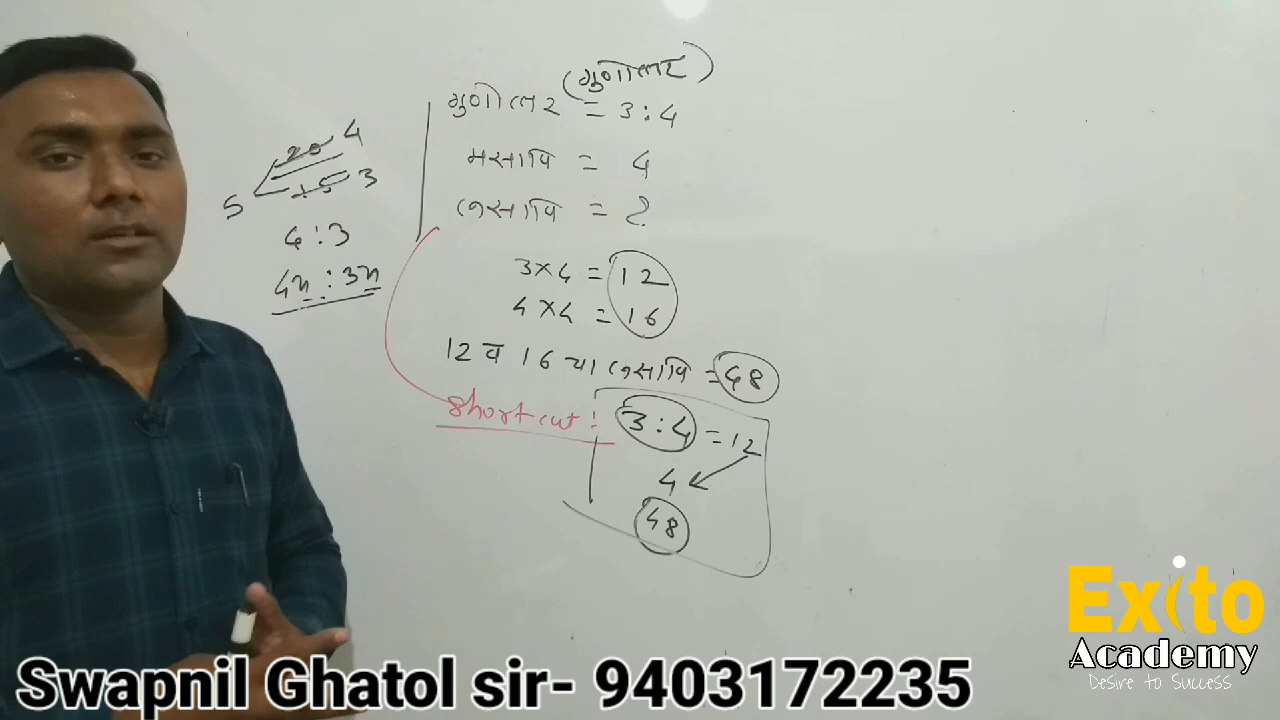 20 4
15 3
5
4:3
4x : 3x
(गुणोत्तर)
गुणोत्तर = 3:4
मसावि = 4
लसावि = ?
3×4 = 12
4×4 = 16
12 व 16 चा लसावि = 48
Short cut :
3:4 = 12
4
48
Exito
Academy
Desire to Success
Swapnil Ghatol sir- 9403172235